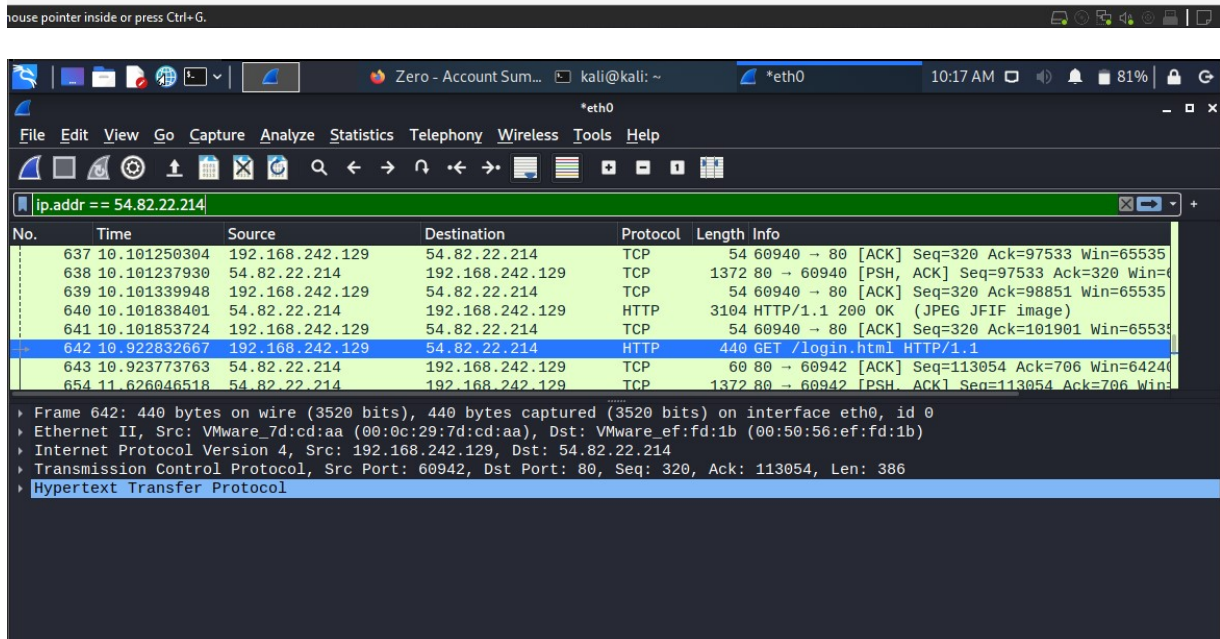 nouse pointer inside or press Ctrl+G.
Zero - Account Sum... kali@kali: ~ *eth0 10:17 AM 81%
*eth0
File Edit View Go Capture Analyze Statistics Telephony Wireless Tools Help
ip.addr == 54.82.22.214
No. Time Source Destination Protocol Length Info
637 10.101250304 192.168.242.129 54.82.22.214 TCP 54 60940 → 80 [ACK] Seq=320 Ack=97533 Win=65535
638 10.101237930 54.82.22.214 192.168.242.129 TCP 1372 80 → 60940 [PSH, ACK] Seq=97533 Ack=320 Win=6
639 10.101339948 192.168.242.129 54.82.22.214 TCP 54 60940 → 80 [ACK] Seq=320 Ack=98851 Win=65535
640 10.101838401 54.82.22.214 192.168.242.129 HTTP 3104 HTTP/1.1 200 OK (JPEG JFIF image)
641 10.101853724 192.168.242.129 54.82.22.214 TCP 54 60940 → 80 [ACK] Seq=320 Ack=101901 Win=65535
642 10.922832667 192.168.242.129 54.82.22.214 HTTP 440 GET /login.html HTTP/1.1
643 10.923773763 54.82.22.214 192.168.242.129 TCP 60 80 → 60942 [ACK] Seq=113054 Ack=706 Win=64240
654 11.626046518 54.82.22.214 192.168.242.129 TCP 1372 80 → 60942 [PSH, ACK] Seq=113054 Ack=706 Win=
Frame 642: 440 bytes on wire (3520 bits), 440 bytes captured (3520 bits) on interface eth0, id 0
Ethernet II, Src: VMware_7d:cd:aa (00:0c:29:7d:cd:aa), Dst: VMware_ef:fd:1b (00:50:56:ef:fd:1b)
Internet Protocol Version 4, Src: 192.168.242.129, Dst: 54.82.22.214
Transmission Control Protocol, Src Port: 60942, Dst Port: 80, Seq: 320, Ack: 113054, Len: 386
Hypertext Transfer Protocol